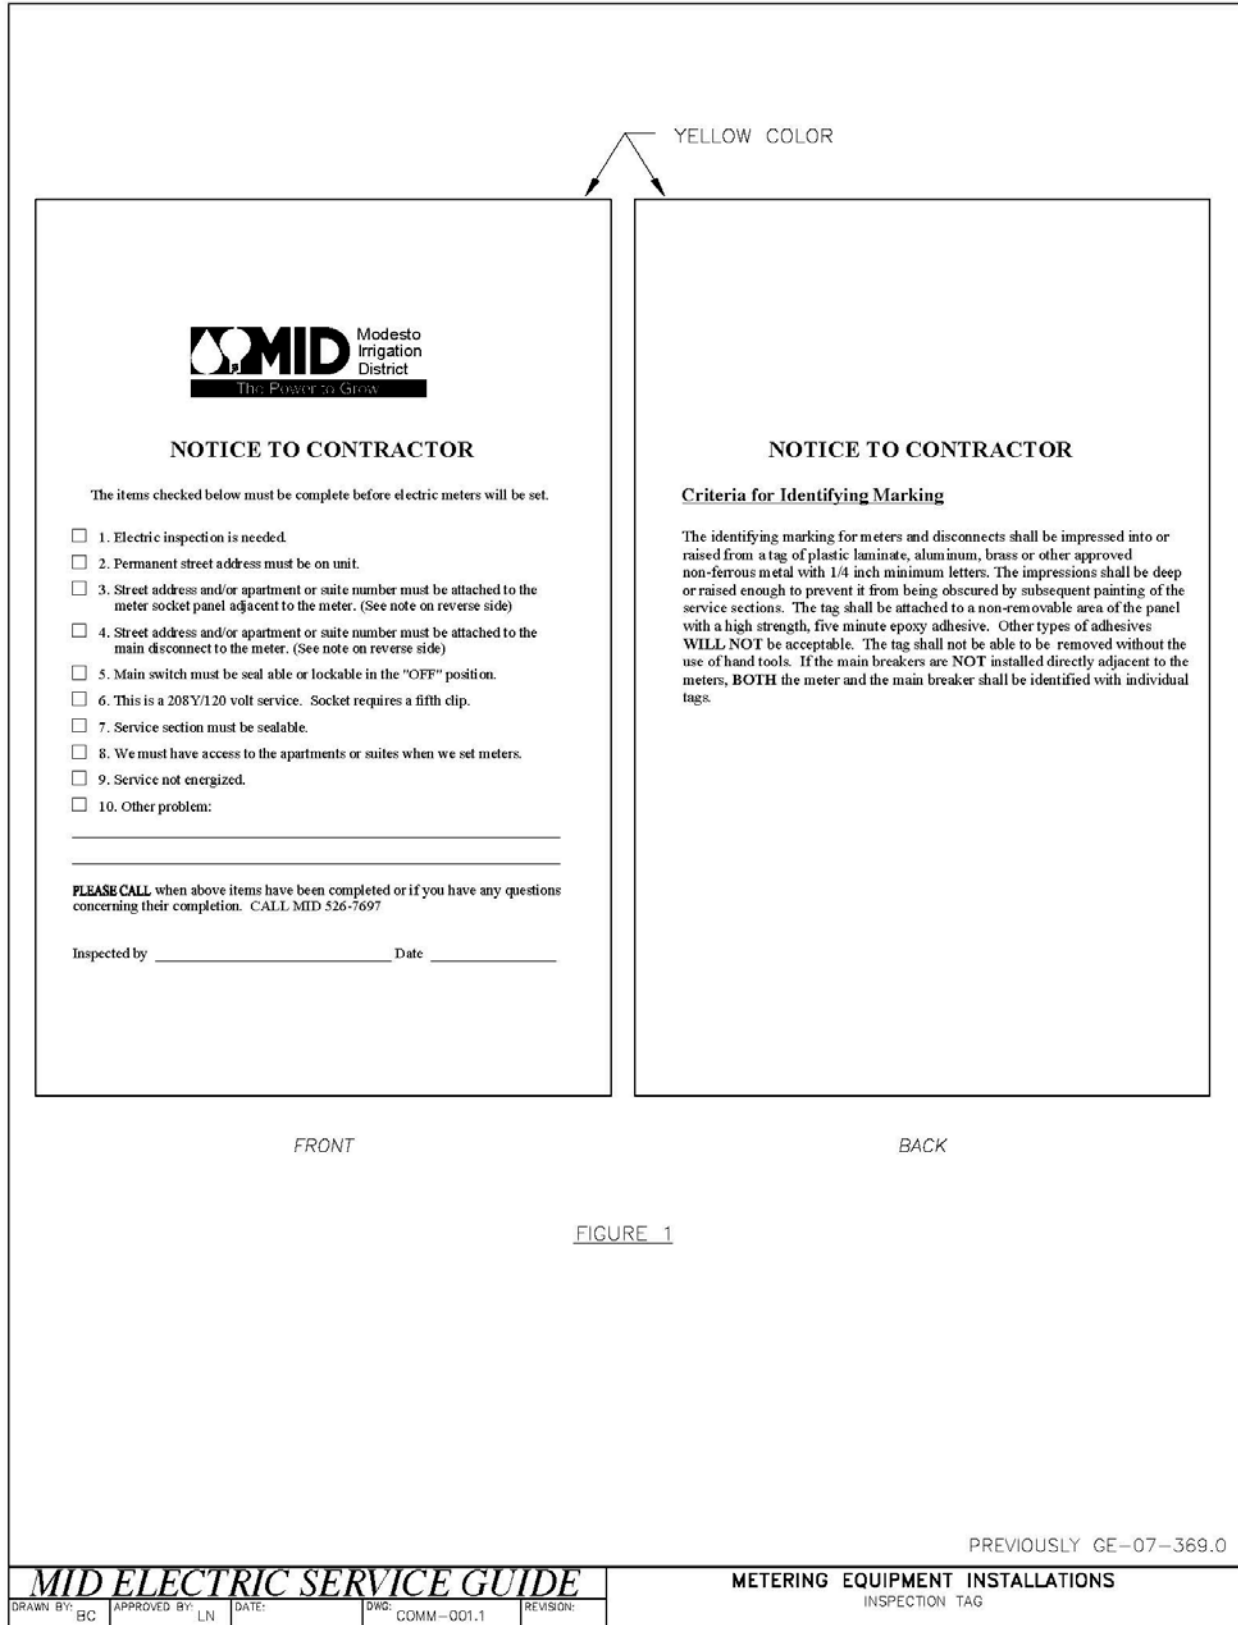 YELLOW COLOR
MID
Modesto
Irrigation
District
The Power to Grow
NOTICE TO CONTRACTOR
The items checked below must be complete before electric meters will be set.
1. Electric inspection is needed.
2. Permanent street address must be on unit.
3. Street address and/or apartment or suite number must be attached to the
meter socket panel adjacent to the meter. (See note on reverse side)
4. Street address and/or apartment or suite number must be attached to the
main disconnect to the meter. (See note on reverse side)
5. Main switch must be seal able or lockable in the "OFF" position.
6. This is a 208Y/120 volt service. Socket requires a fifth clip.
7. Service section must be sealable.
8. We must have access to the apartments or suites when we set meters.
9. Service not energized.
10. Other problem:
PLEASE CALL when above items have been completed or if you have any questions
concerning their completion. CALL MID 526-7697
Inspected by Date
FRONT
NOTICE TO CONTRACTOR
Criteria for Identifying Marking
The identifying marking for meters and disconnects shall be impressed into or
raised from a tag of plastic laminate, aluminum, brass or other approved
non-ferrous metal with 1/4 inch minimum letters. The impressions shall be deep
or raised enough to prevent it from being obscured by subsequent painting of the
service sections. The tag shall be attached to a non-removable area of the panel
with a high strength, five minute epoxy adhesive. Other types of adhesives
WILL NOT be acceptable. The tag shall not be able to be removed without the
use of hand tools. If the main breakers are NOT installed directly adjacent to the
meters, BOTH the meter and the main breaker shall be identified with individual
tags.
BACK
FIGURE 1
PREVIOUSLY GE-07-369.0
MID ELECTRIC SERVICE GUIDE
DRAWN BY: BC APPROVED BY: LN DATE: DWG: COMM-001.1 REVISION:
METERING EQUIPMENT INSTALLATIONS
INSPECTION TAG